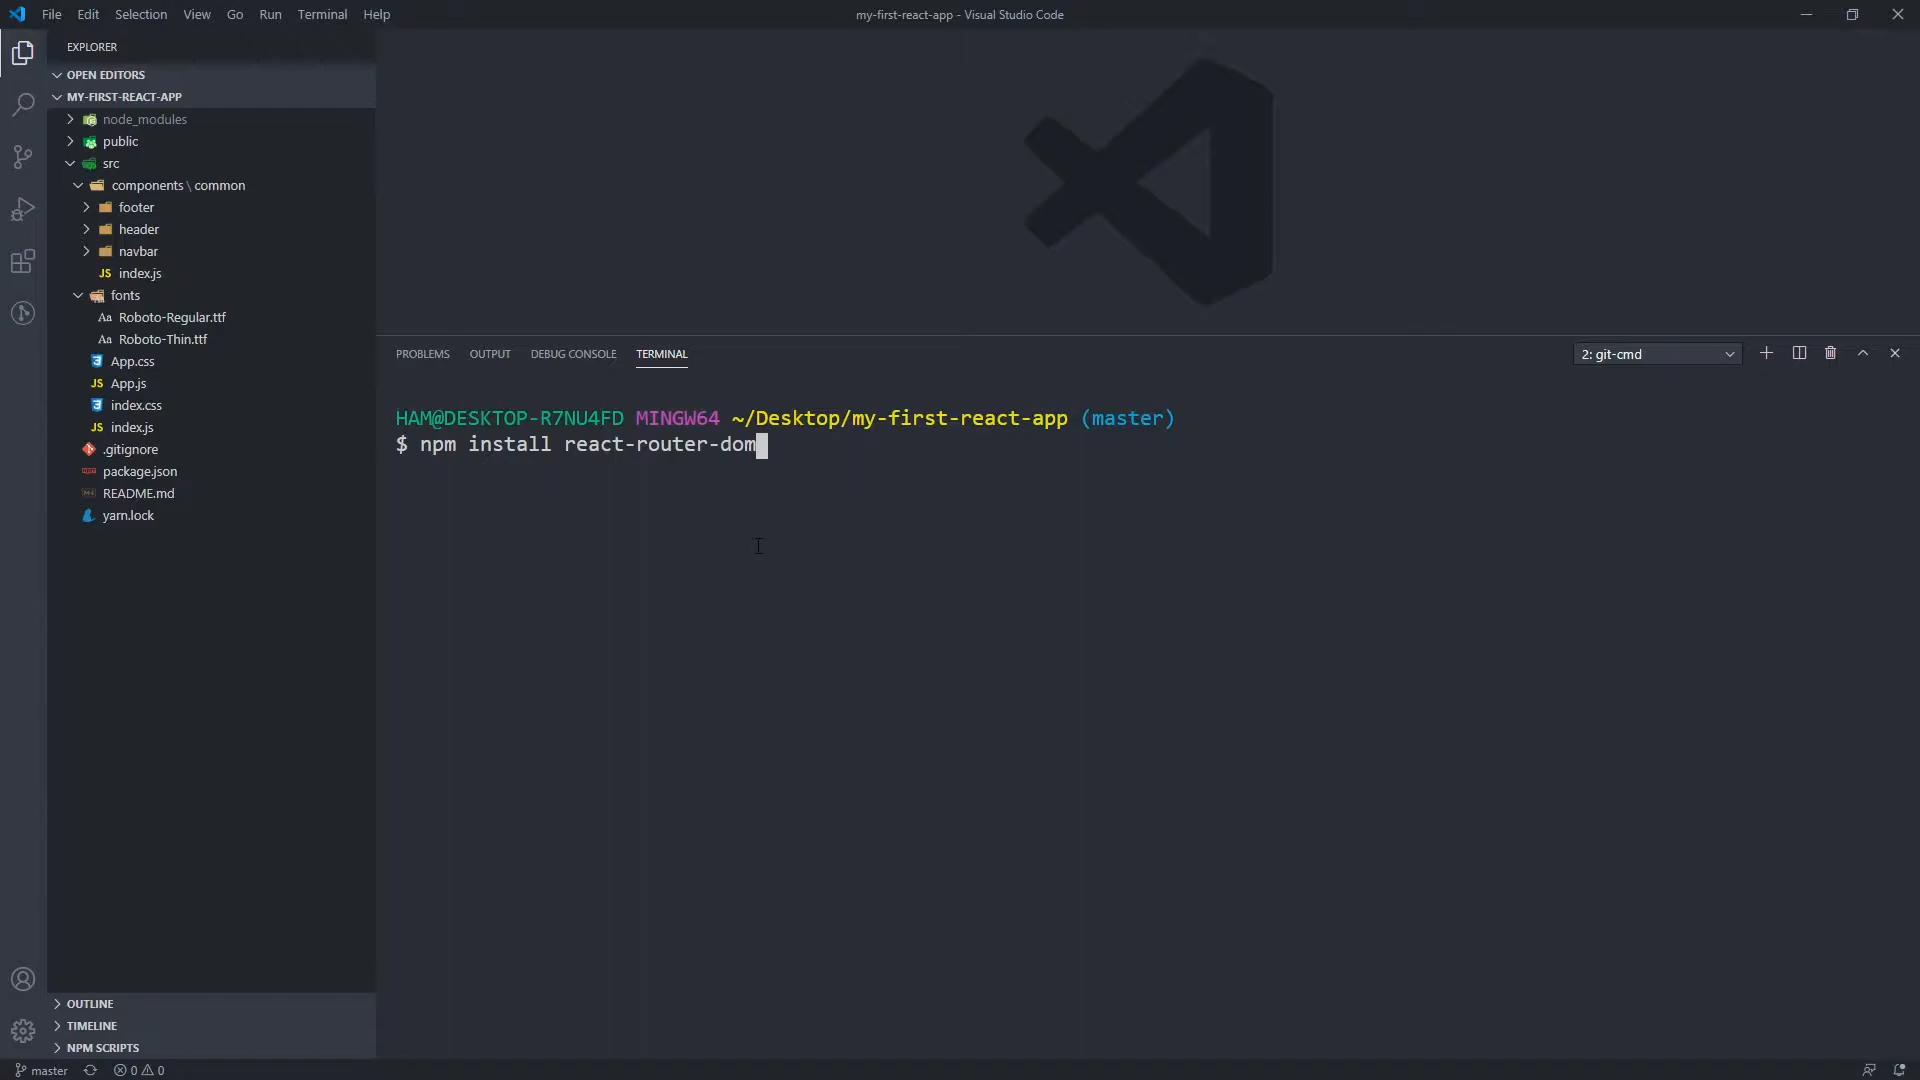 File Edit Selection View Go Run Terminal Help
my-first-react-app - Visual Studio Code
EXPLORER
OPEN EDITORS
MY-FIRST-REACT-APP
node_modules
public
src
components \ common
footer
header
navbar
JS index.js
fonts
Aa Roboto-Regular.ttf
Aa Roboto-Thin.ttf
App.css
JS App.js
index.css
JS index.js
.gitignore
package.json
README.md
yarn.lock
OUTLINE
TIMELINE
NPM SCRIPTS
PROBLEMS OUTPUT DEBUG CONSOLE TERMINAL
2: git-cmd
HAM@DESKTOP-R7NU4FD MINGW64 ~/Desktop/my-first-react-app (master)
$ npm install react-router-dom
master 0 0